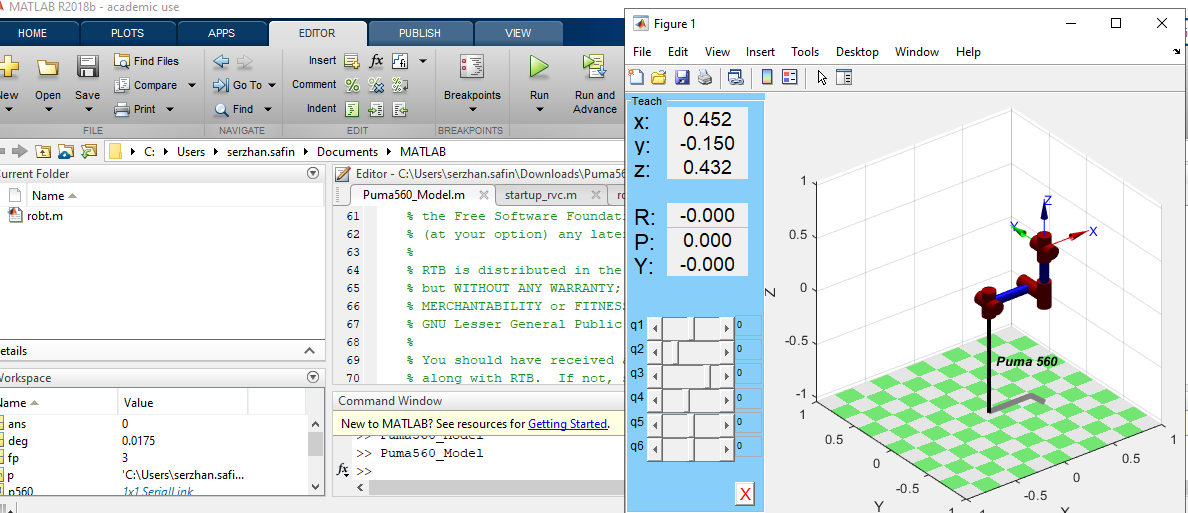 MATLAB R2018b - academic use
HOME PLOTS APPS EDITOR PUBLISH VIEW
New Open Save
Find Files
Compare
Print
FILE
Go To
Find
NAVIGATE
Insert fx
Comment
Indent
EDIT
Breakpoints
BREAKPOINTS
Run
Run and
Advance
C: Users serzhan.safin Documents MATLAB
urrent Folder
Name
robt.m
etails
Workspace
Name Value
ans 0
deg 0.0175
fp 3
p 'C:\Users\serzhan.safi...
p560 1x1 SerialLink
Editor - C:\Users\serzhan.safin\Downloads\Puma56
Puma560_Model.m startup_rvc.m
61 % the Free Software Foundati
62 % (at your option) any late
63 %
64 % RTB is distributed in the
65 % but WITHOUT ANY WARRANTY;
66 % MERCHANTABILITY or FITNESS
67 % GNU Lesser General Public
68 %
69 % You should have received a
70 % along with RTB. If not, s
Command Window
New to MATLAB? See resources for Getting Started.
>> Puma560_Model
>> Puma560_Model
fx >>
Figure 1
File Edit View Insert Tools Desktop Window Help
Teach
x: 0.452
y: -0.150
z: 0.432
R: -0.000
P: 0.000
Y: -0.000
q1 0
q2 0
q3 0
q4 0
q5 0
q6 0
X
1
0.5
0
-0.5
-1
Z
Z
Y
X
Puma 560
1
0.5
0
-0.5
-1
Y
-1
-0.5
0
0.5
1
X